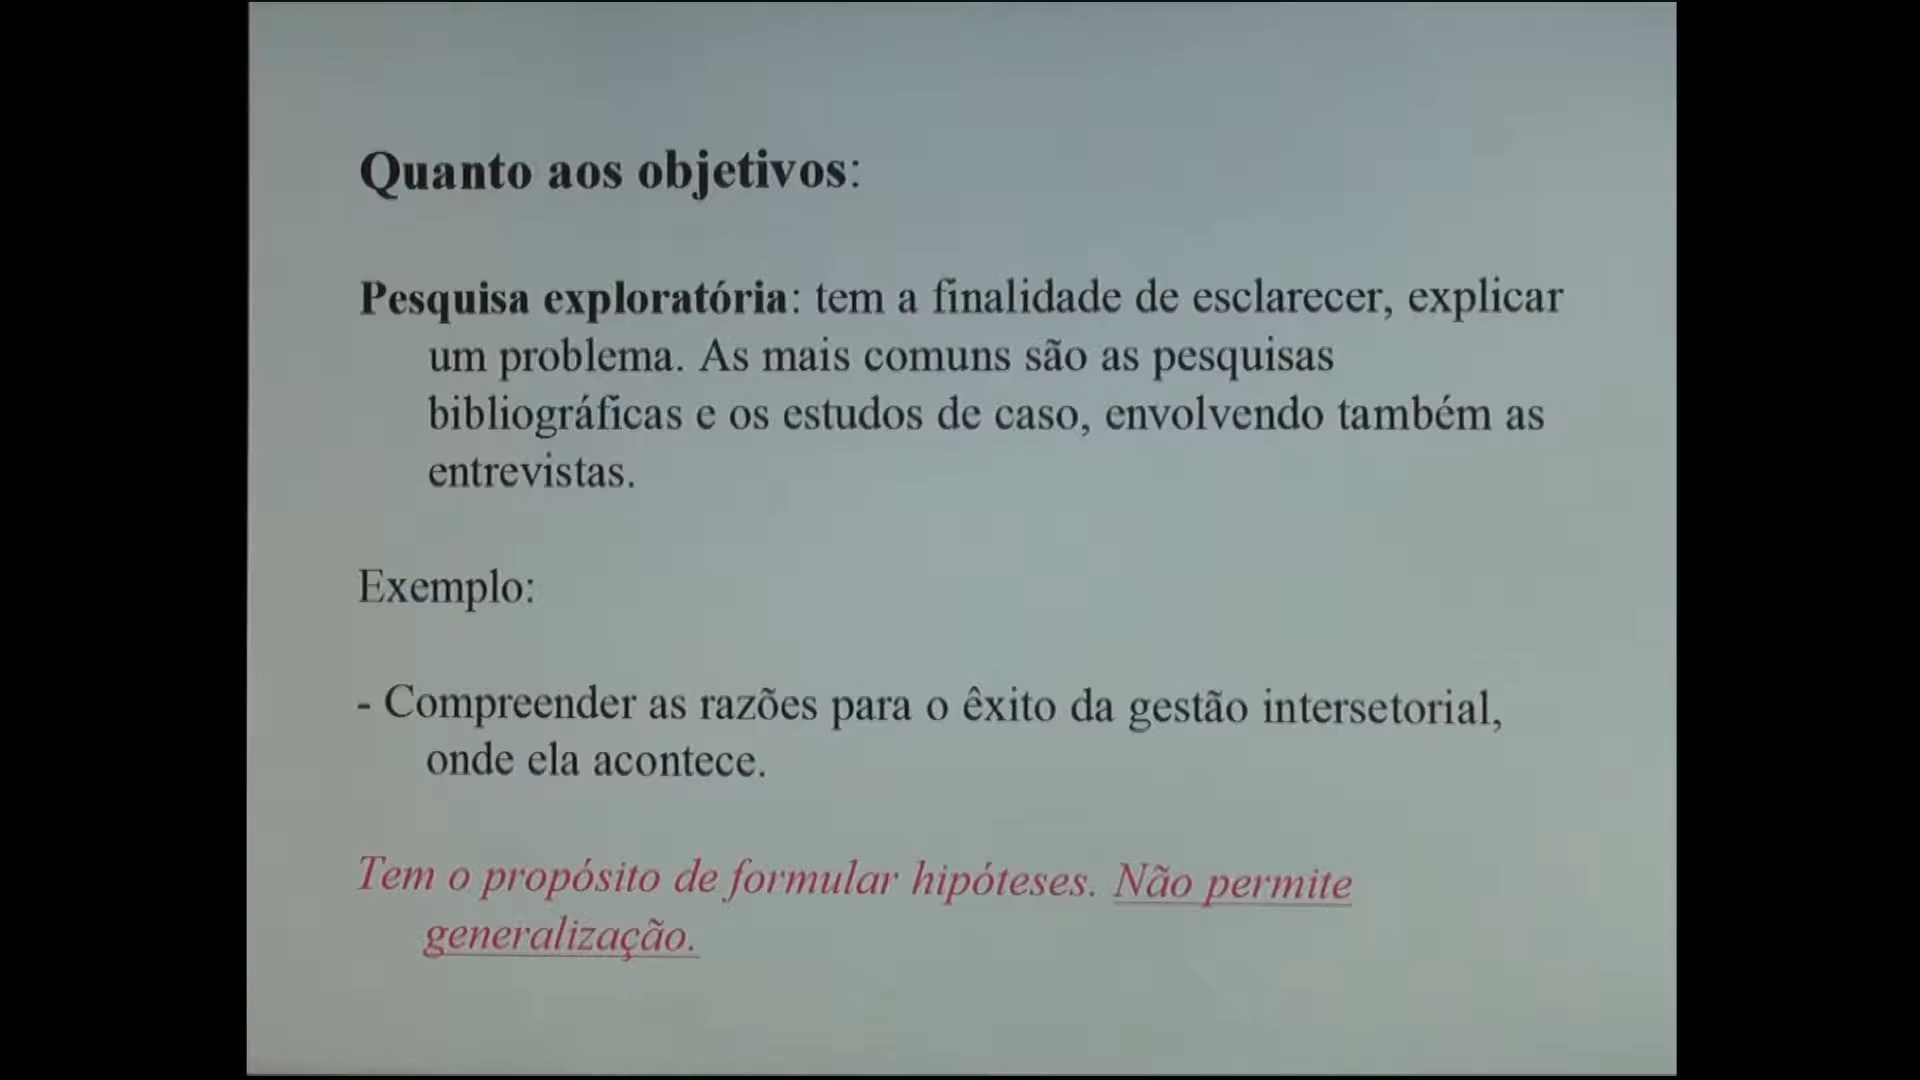 Quanto aos objetivos:
Pesquisa exploratória: tem a finalidade de esclarecer, explicar
um problema. As mais comuns são as pesquisas
bibliográficas e os estudos de caso, envolvendo também as
entrevistas.
Exemplo:
- Compreender as razões para o êxito da gestão intersetorial,
onde ela acontece.
Tem o propósito de formular hipóteses. Não permite
generalização.